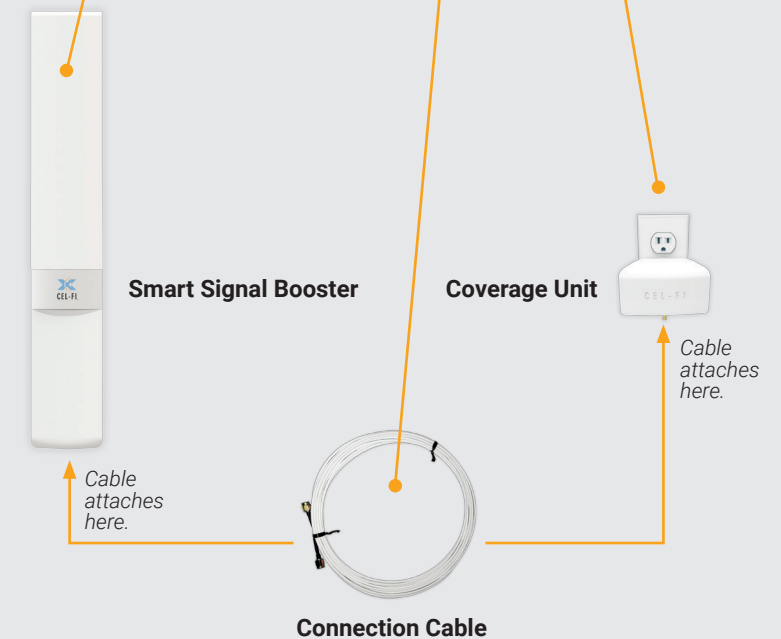 CEL-FI
Smart Signal Booster
Coverage Unit
CEL-FI
Cable
attaches
here.
Cable
attaches
here.
Connection Cable